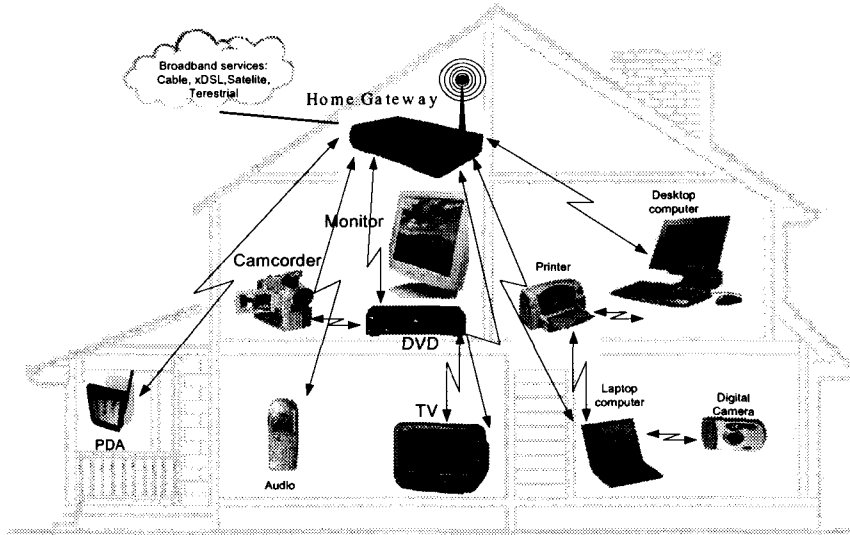 Broadband services:
Cable, xDSL,Satelite,
Terestrial
Home Gateway
Monitor
Desktop
computer
Camcorder
Printer
DVD
Laptop
computer
Digital
Camera
TV
PDA
Audio